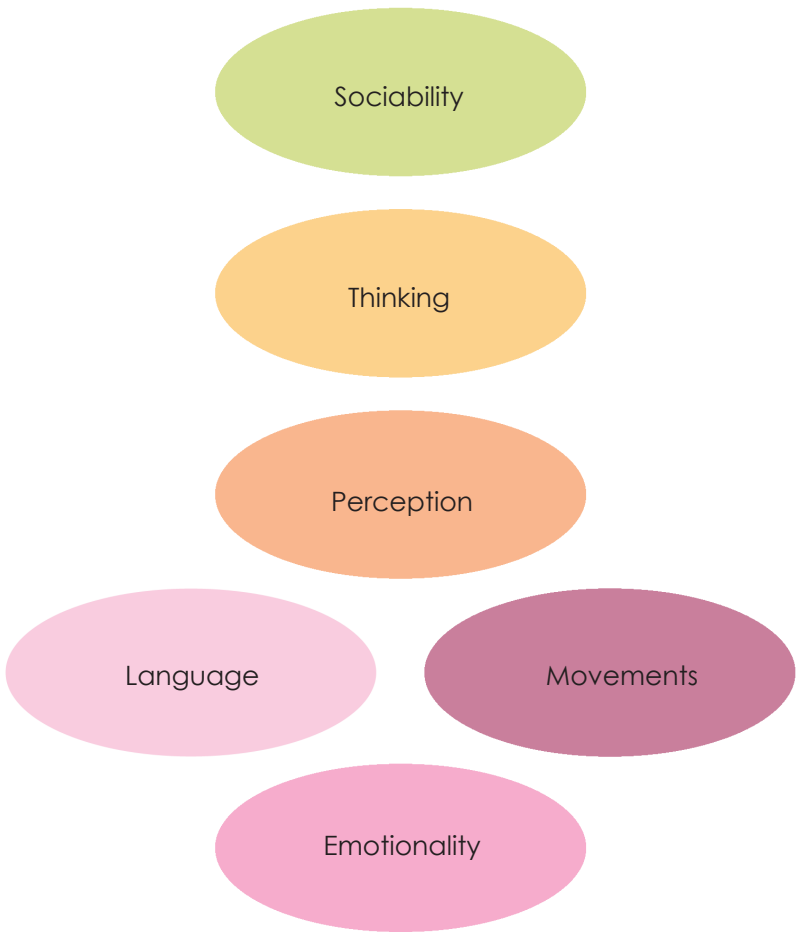 Sociability
Thinking
Perception
Language
Movements
Emotionality